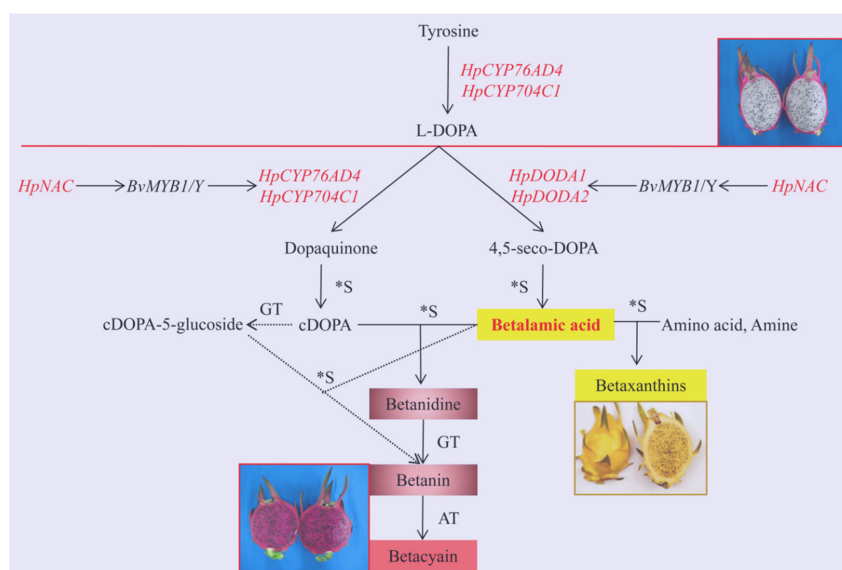 Tyrosine
HpCYP76AD4
HpCYP704C1
L-DOPA
HpNAC
BvMYB1/Y
HpCYP76AD4
HpCYP704C1
HpDODA1
HpDODA2
BvMYB1/Y
HpNAC
Dopaquinone
4,5-seco-DOPA
*S
*S
cDOPA-5-glucoside
GT
cDOPA
*S
Betalamic acid
*S
Amino acid, Amine
*S
Betanidine
Betaxanthins
GT
Betanin
AT
Betacyain